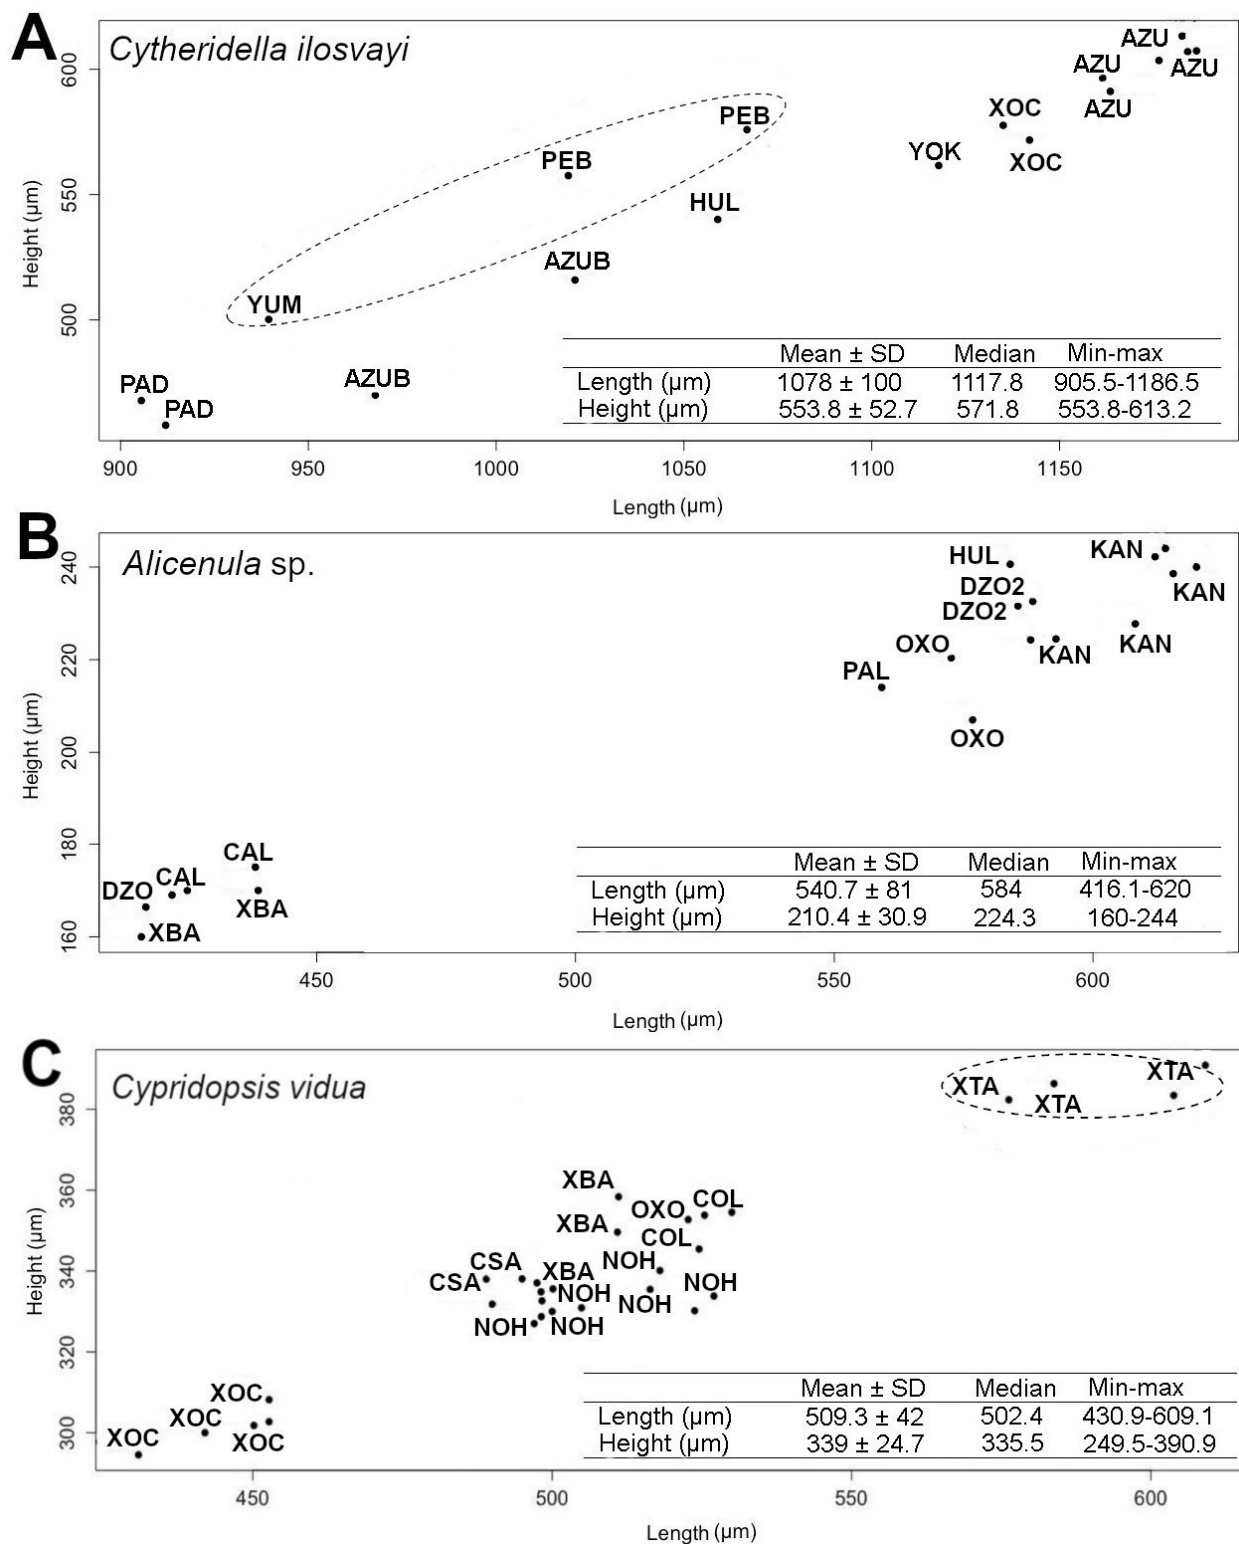 A
Cytheridella ilosvayi
Height (µm)
600
550
500
AZU
AZU
AZU
AZU
XOC
XOC
YOK
PEB
PEB
HUL
AZUB
YUM
AZUB
PAD
PAD
Mean ± SD Median Min-max
Length (µm) 1078 ± 100 1117.8 905.5-1186.5
Height (µm) 553.8 ± 52.7 571.8 553.8-613.2
900 950 1000 1050 1100 1150
Length (µm)
B
Alicenula sp.
Height (µm)
240
220
200
180
160
HUL
KAN
KAN
DZO2
DZO2
OXO
KAN
KAN
PAL
OXO
CAL
CAL
DZO
XBA
XBA
Mean ± SD Median Min-max
Length (µm) 540.7 ± 81 584 416.1-620
Height (µm) 210.4 ± 30.9 224.3 160-244
450 500 550 600
Length (µm)
C
Cypridopsis vidua
Height (µm)
380
360
340
320
300
XTA
XTA
XTA
XBA
XBA
OXO COL
COL
NOH
CSA
CSA
XBA
NOH
NOH
NOH
NOH
NOH
XOC
XOC
XOC
XOC
Mean ± SD Median Min-max
Length (µm) 509.3 ± 42 502.4 430.9-609.1
Height (µm) 339 ± 24.7 335.5 249.5-390.9
450 500 550 600
Length (µm)